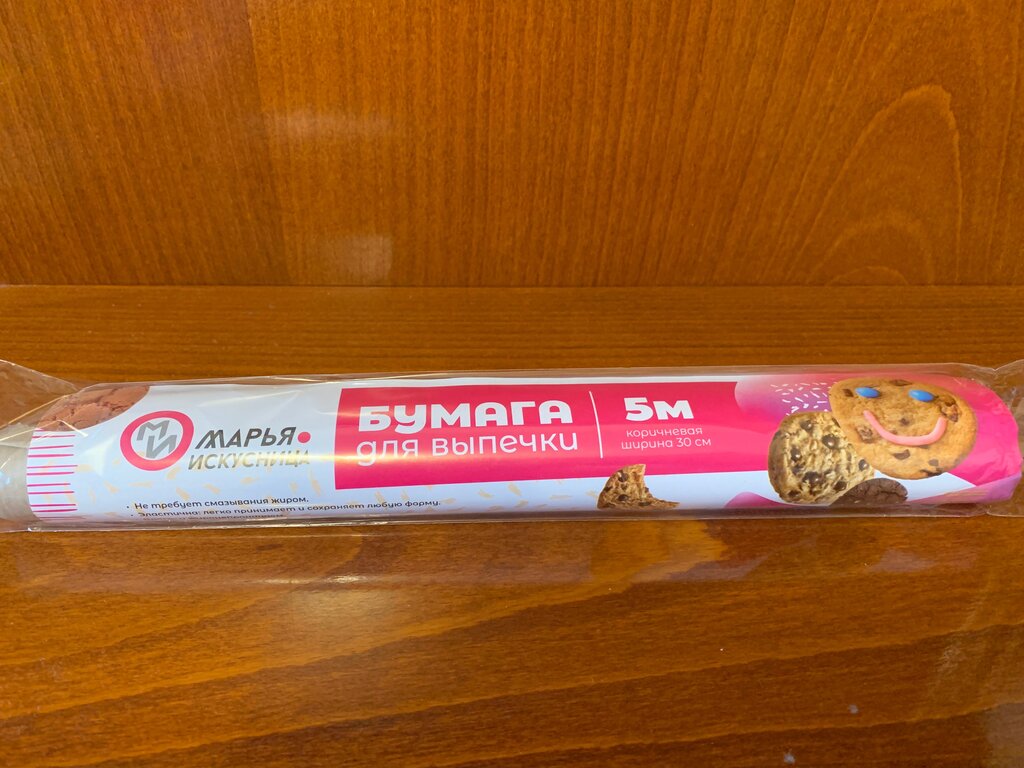 МИ
МАРЬЯ
ИСКУСНИЦА
БУМАГА
для выпечки
5м
коричневая
ширина 30 см
• Не требует смазывания жиром.
• Эластична: легко принимает и сохраняет любую форму.